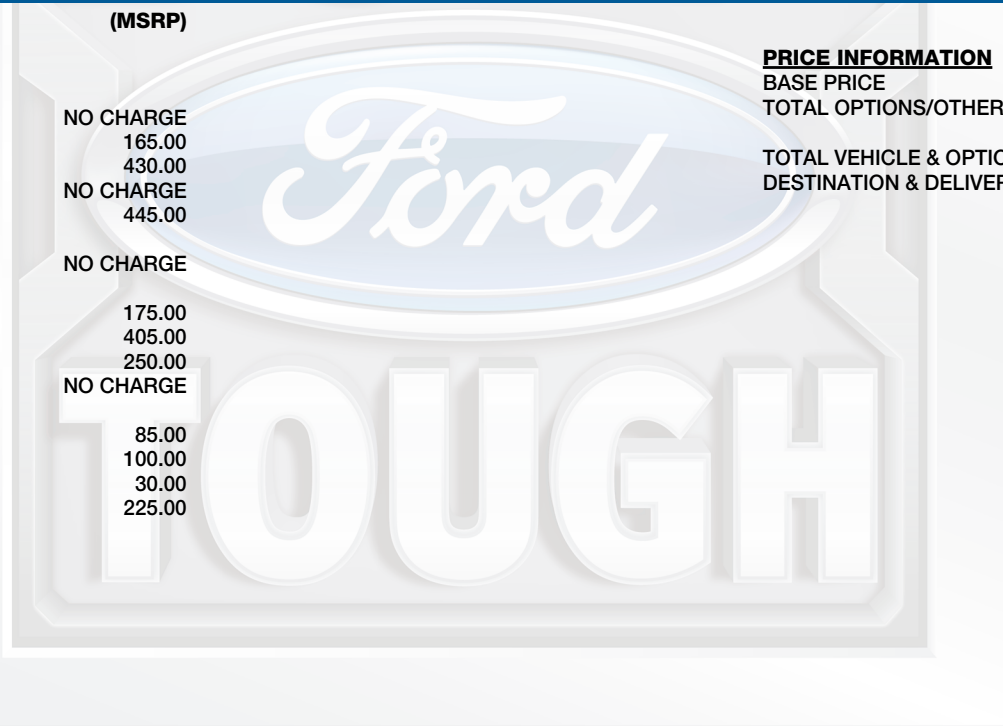 (MSRP)
NO CHARGE
165.00
430.00
NO CHARGE
445.00
NO CHARGE
175.00
405.00
250.00
NO CHARGE
85.00
100.00
30.00
225.00
PRICE INFORMATION
BASE PRICE
TOTAL OPTIONS/OTHER
TOTAL VEHICLE & OPTIO
DESTINATION & DELIVER
Ford
TOUGH